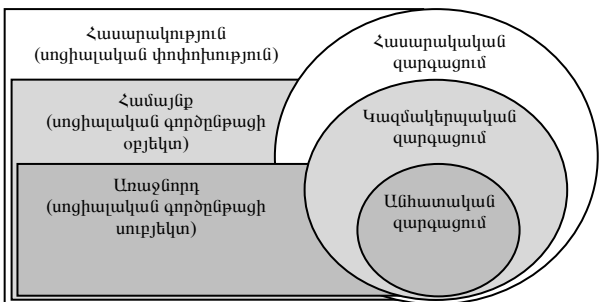 Հասարակություն
(սոցիալական փոփոխություն)
Հասարակական
զարգացում
Համայնք
(սոցիալական գործընթացի
օբյեկտ)
Կազմակերպական
զարգացում
Առաջնորդ
(սոցիալական գործընթացի
սուբյեկտ)
Անհատական
զարգացում